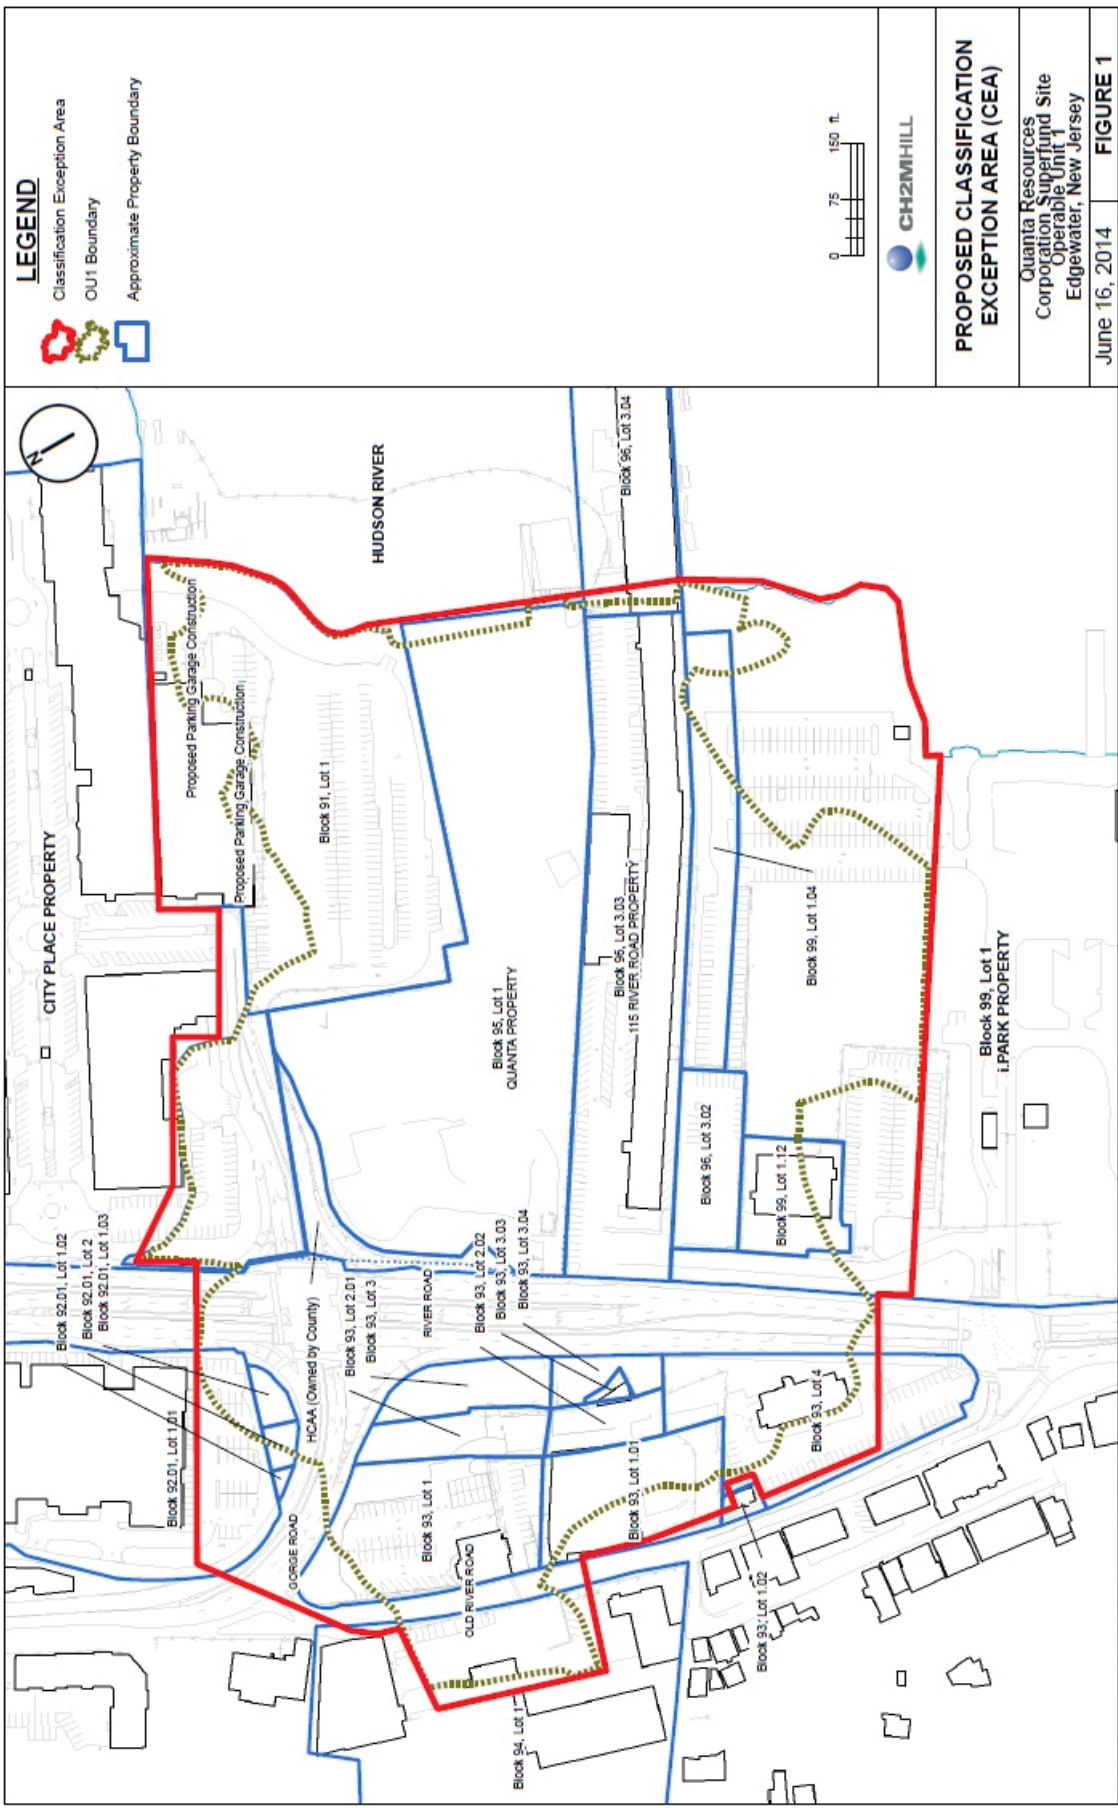 LEGEND
Classification Exception Area
OU1 Boundary
Approximate Property Boundary
0 75 150 ft.
CH2MHILL
PROPOSED CLASSIFICATION
EXCEPTION AREA (CEA)
Quanta Resources
Corporation Superfund Site
Operable Unit 1
Edgewater, New Jersey
June 16, 2014
FIGURE 1
N
CITY PLACE PROPERTY
HUDSON RIVER
Proposed Parking Garage Construction
Proposed Parking Garage Construction
Block 91, Lot 1
Block 96, Lot 3.04
Block 95, Lot 1
QUANTA PROPERTY
Block 96, Lot 3.03
115 RIVER ROAD PROPERTY
Block 99, Lot 1.04
Block 99, Lot 1
i.PARK PROPERTY
Block 96, Lot 3.02
Block 99, Lot 1.12
Block 92.01, Lot 1.02
Block 92.01, Lot 2
Block 92.01, Lot 1.03
HCAA (Owned by County)
Block 93, Lot 2.01
Block 93, Lot 3
RIVER ROAD
Block 93, Lot 2.02
Block 93, Lot 3.03
Block 93, Lot 3.04
Block 92.01, Lot 1.01
GORGE ROAD
Block 93, Lot 1
OLD RIVER ROAD
Block 93, Lot 1.01
Block 93, Lot 4
Block 93, Lot 1.02
Block 94, Lot 1